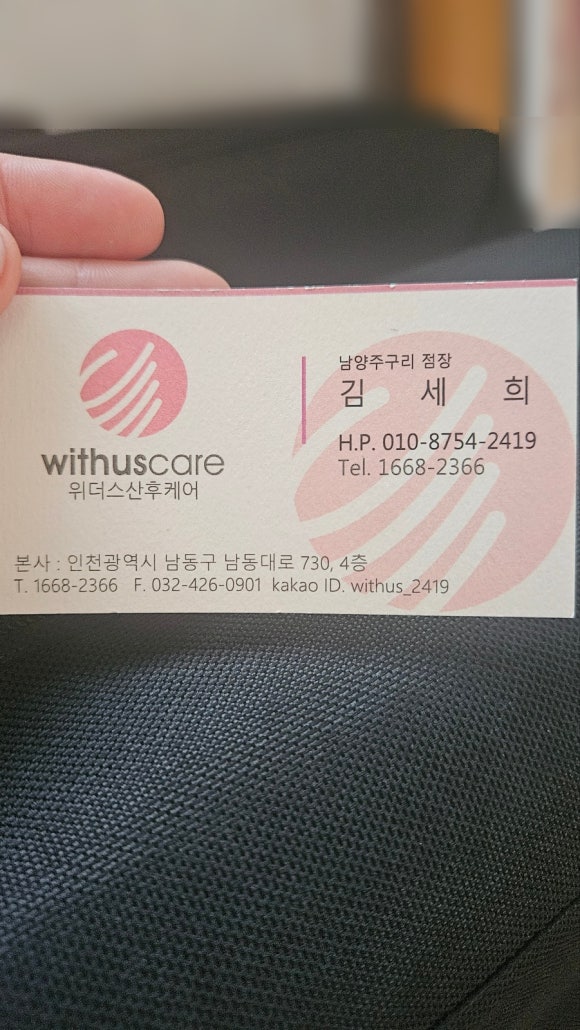 withuscare
위더스산후케어
남양주구리 점장
김 세 희
H.P. 010-8754-2419
Tel. 1668-2366
본사 : 인천광역시 남동구 남동대로 730, 4층
T. 1668-2366 F. 032-426-0901 kakao ID. withus_2419